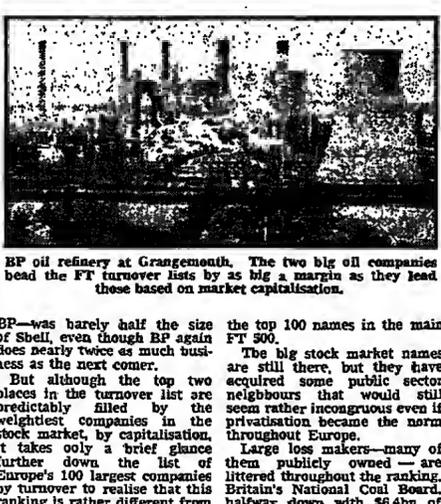 BP oil refinery at Grangemouth. The two big oil companies
head the FT turnover lists by as big a margin as they lead
those based on market capitalisation.
BP—was barely half the size
of Shell, even though BP again
does nearly twice as much busi-
ness as the next comer.
But although the top two
places in the turnover list are
predictably filled by the
weightiest companies in the
stock market, by capitalisation,
it takes only a brief glance
further down the list of
Europe's 100 largest companies
by turnover to realise that this
ranking is rather different from
the top 100 names in the main
FT 500.
The big stock market names
are still there, but they have
acquired some public sector
neighbours that would still
seem rather incongruous even if
privatisation became the norm
throughout Europe.
Large loss makers—many of
them publicly owned — are
littered throughout the ranking.
Britain's National Coal Board
halfway down with $6.4bn of